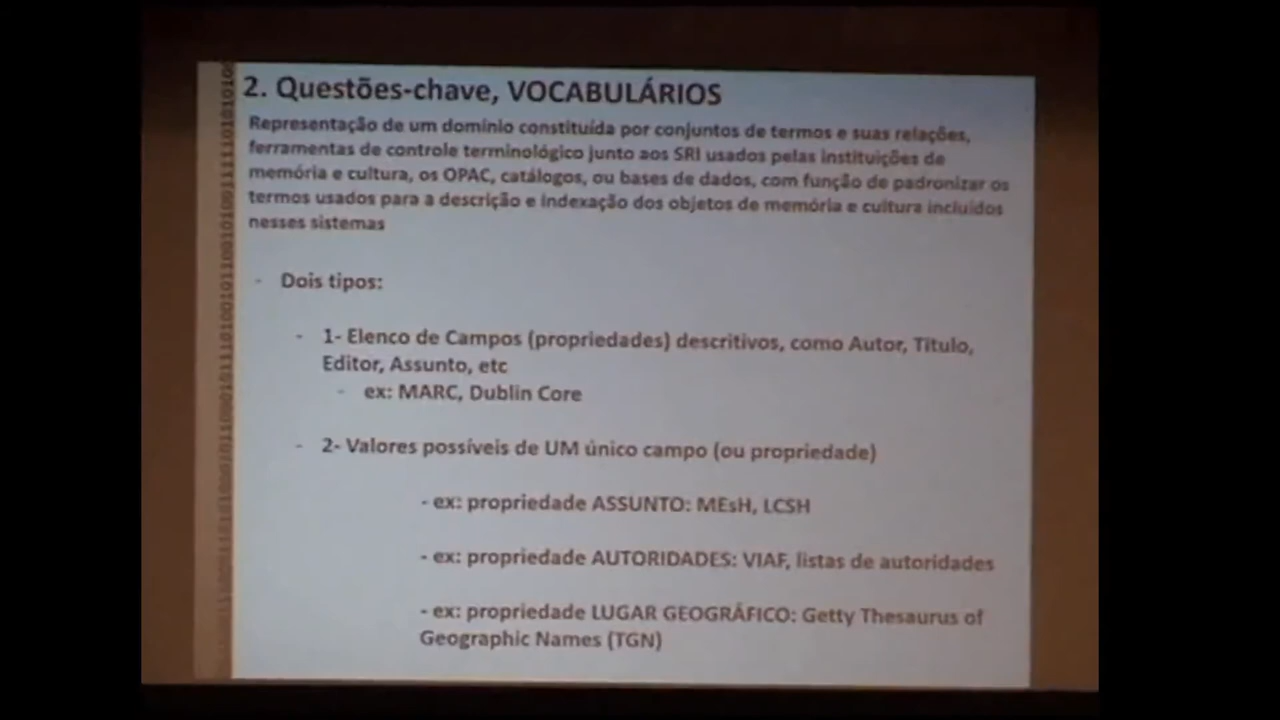 2. Questões-chave, VOCABULÁRIOS
Representação de um domínio constituída por conjuntos de termos e suas relações,
ferramentas de controle terminológico junto aos SRI usados pelas instituições de
memória e cultura, os OPAC, catálogos, ou bases de dados, com função de padronizar os
termos usados para a descrição e indexação dos objetos de memória e cultura incluídos
nesses sistemas
- Dois tipos:
- 1- Elenco de Campos (propriedades) descritivos, como Autor, Título,
Editor, Assunto, etc
- ex: MARC, Dublin Core
- 2- Valores possíveis de UM único campo (ou propriedade)
- ex: propriedade ASSUNTO: MEsH, LCSH
- ex: propriedade AUTORIDADES: VIAF, listas de autoridades
- ex: propriedade LUGAR GEOGRÁFICO: Getty Thesaurus of
Geographic Names (TGN)